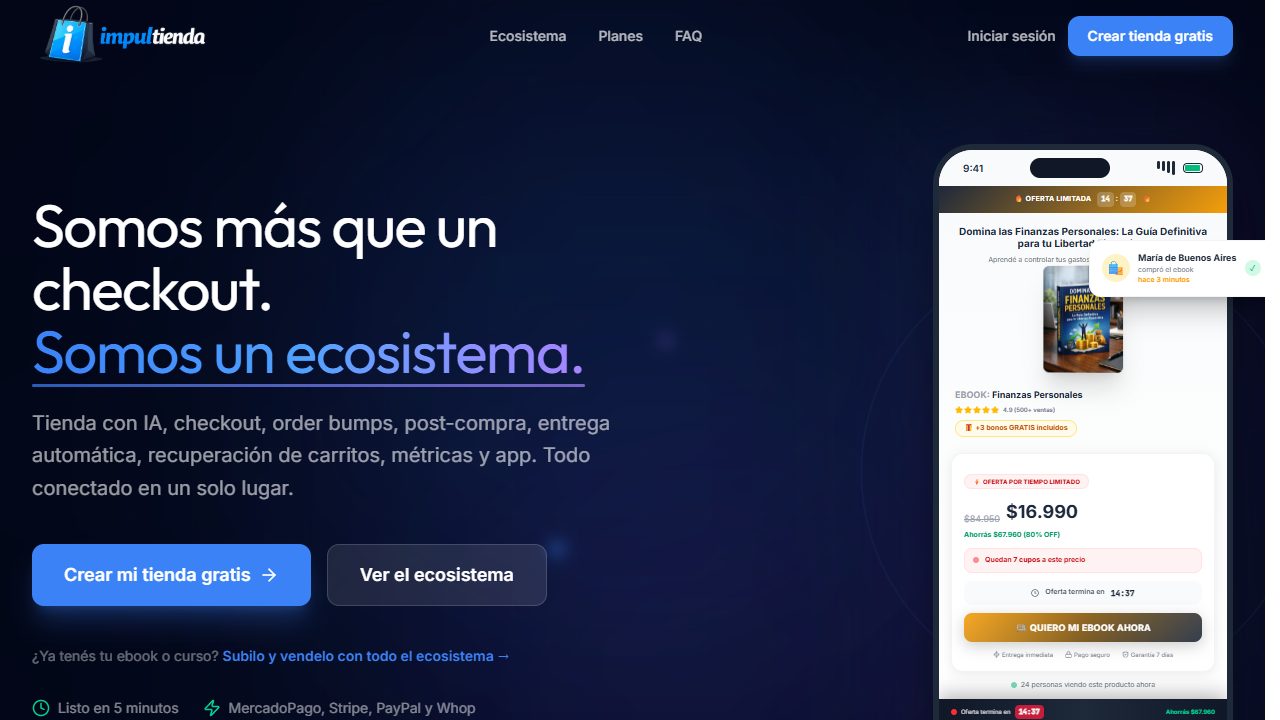 impultienda
Ecosistema
Planes
FAQ
Iniciar sesión
Crear tienda gratis
Somos más que un
checkout.
Somos un ecosistema.
Tienda con IA, checkout, order bumps, post-compra, entrega
automática, recuperación de carritos, métricas y app. Todo
conectado en un solo lugar.
Crear mi tienda gratis →
Ver el ecosistema
¿Ya tenés tu ebook o curso? Subilo y vendelo con todo el ecosistema →
Listo en 5 minutos
MercadoPago, Stripe, PayPal y Whop
9:41
OFERTA LIMITADA 14 : 37
Domina las Finanzas Personales: La Guía Definitiva
para tu Libertad
Aprendé a controlar tus gastos
María de Buenos Aires
compró el ebook
hace 3 minutos
FINANZAS
PERSONALES
EBOOK: Finanzas Personales
4.9 (500+ ventas)
+3 bonos GRATIS incluidos
OFERTA POR TIEMPO LIMITADO
$84.950 $16.990
Ahorrás $67.960 (80% OFF)
Quedan 7 cupos a este precio
Oferta termina en 14:37
QUIERO MI EBOOK AHORA
Entrega inmediata
Pago seguro
Garantía 7 días
24 personas viendo este producto ahora
Oferta termina en 14:37
Ahorrás $67.960